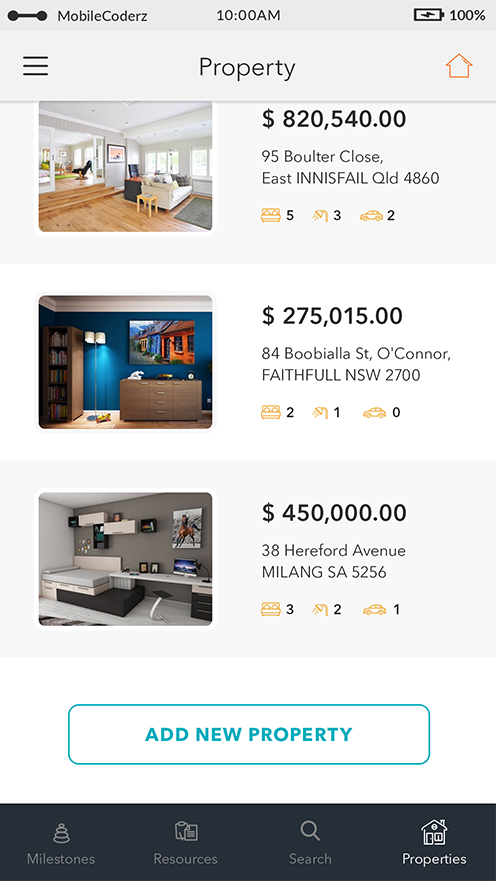 MobileCoderz 10:00AM 100%
Property
$ 820,540.00
95 Boulter Close,
East INNISFAIL Qld 4860
5 3 2
$ 275,015.00
84 Boobialla St, O'Connor,
FAITHFULL NSW 2700
2 1 0
$ 450,000.00
38 Hereford Avenue
MILANG SA 5256
3 2 1
ADD NEW PROPERTY
Milestones Resources Search Properties